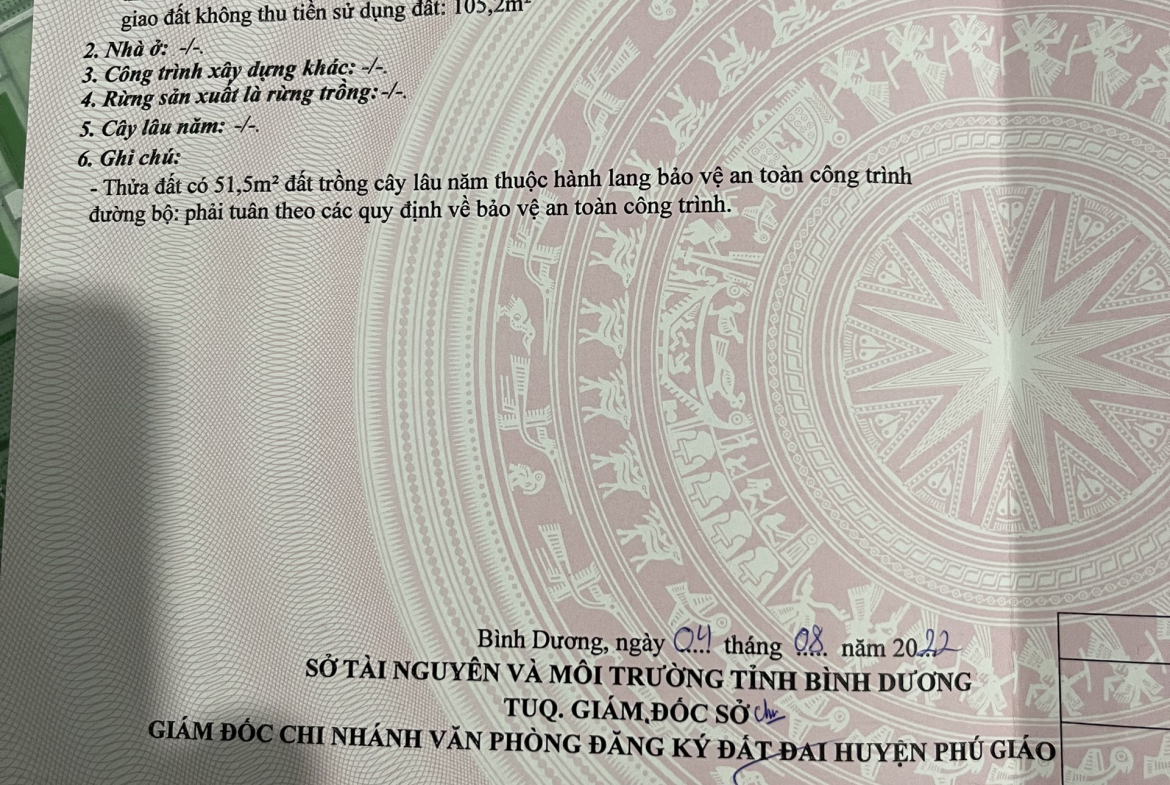 giao đất không thu tiền sử dụng đất: 105,2m²
2. Nhà ở: -/-.
3. Công trình xây dựng khác: -/-.
4. Rừng sản xuất là rừng trồng: -/-.
5. Cây lâu năm: -/-.
6. Ghi chú:
- Thửa đất có 51,5m² đất trồng cây lâu năm thuộc hành lang bảo vệ an toàn công trình
đường bộ: phải tuân theo các quy định về bảo vệ an toàn công trình.
Bình Dương, ngày 04 tháng 08 năm 2022
SỞ TÀI NGUYÊN VÀ MÔI TRƯỜNG TỈNH BÌNH DƯƠNG
TUQ. GIÁM ĐỐC SỞ
GIÁM ĐỐC CHI NHÁNH VĂN PHÒNG ĐĂNG KÝ ĐẤT ĐAI HUYỆN PHÚ GIÁO